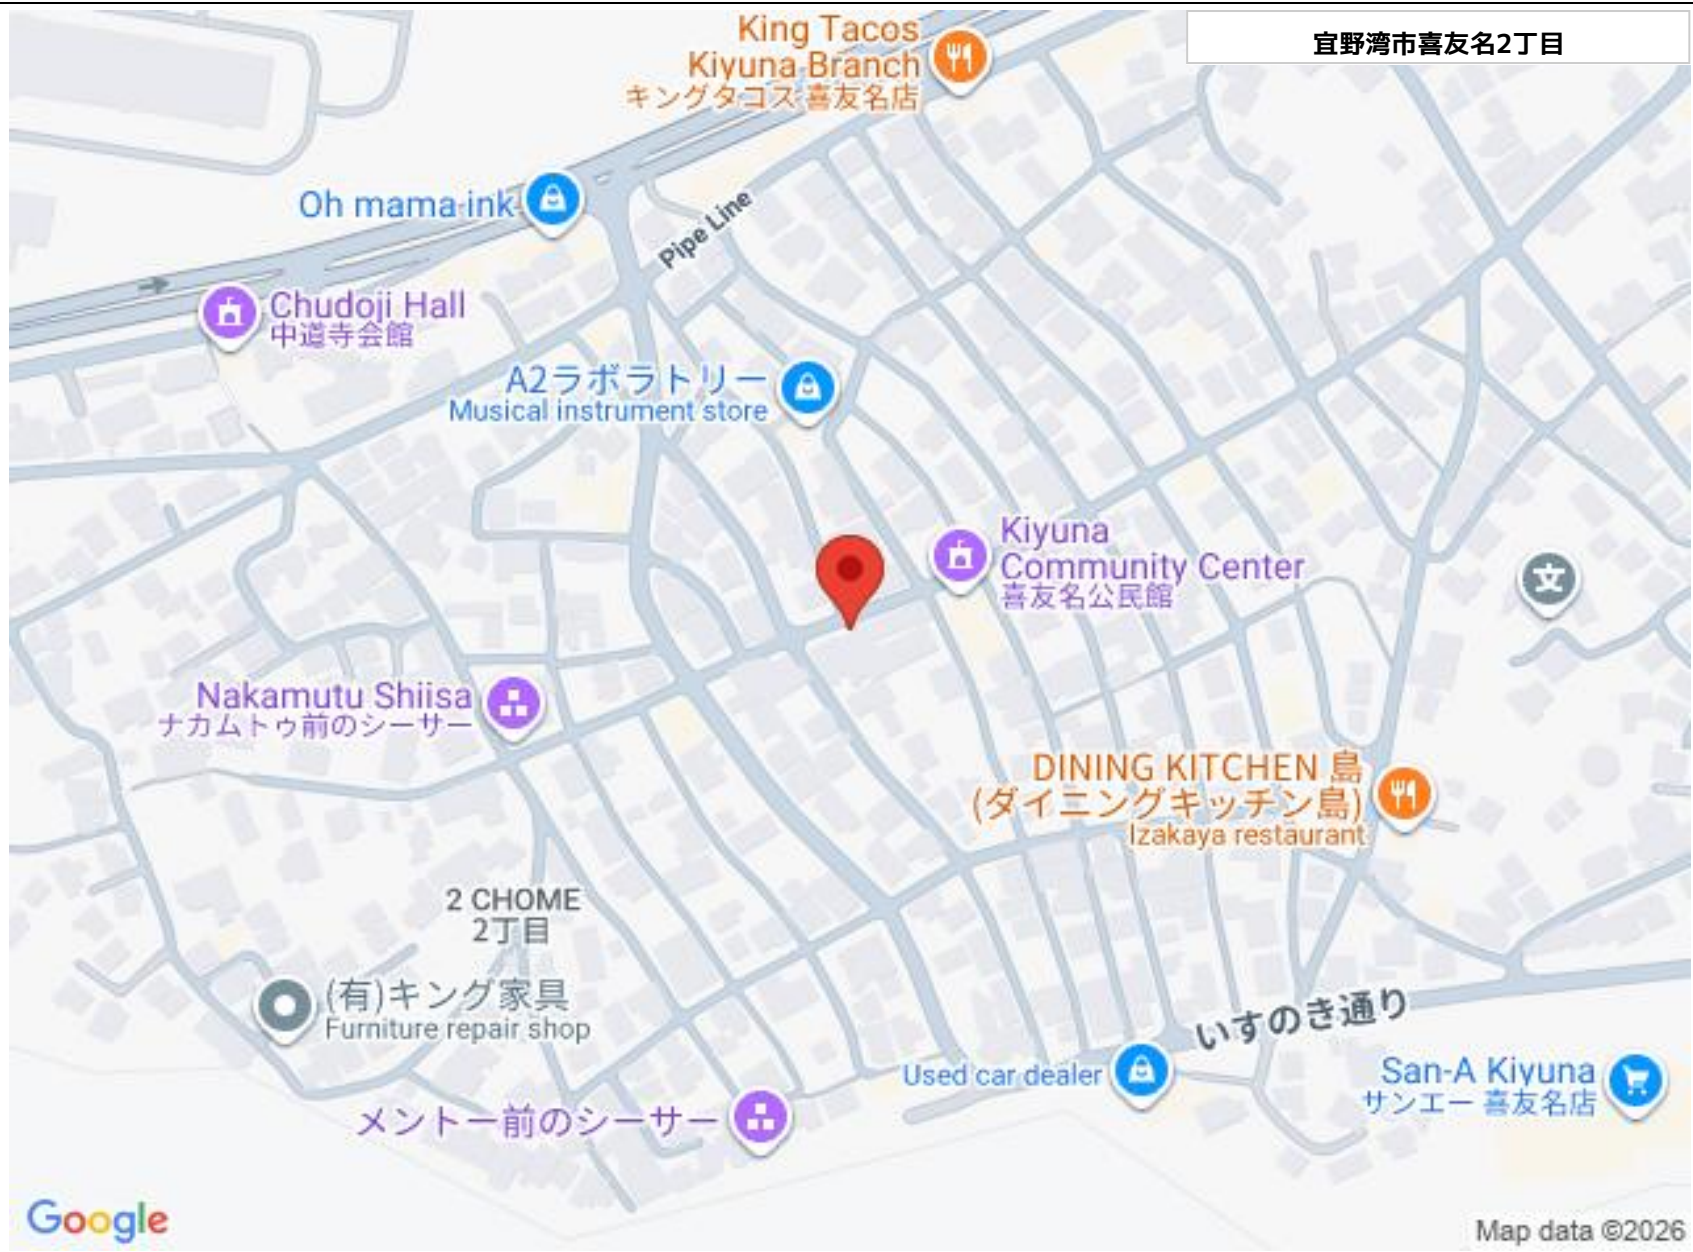 宜野湾市喜友名2丁目
King Tacos
Kiyuna Branch
キングタコス 喜友名店
Oh mama ink
Pipe Line
Chudoji Hall
中道寺会館
A2ラボラトリー
Musical instrument store
Kiyuna
Community Center
喜友名公民館
文
Nakamutu Shiisa
ナカムトゥ前のシーサー
DINING KITCHEN 島
(ダイニングキッチン島)
Izakaya restaurant
2 CHOME
2丁目
(有)キング家具
Furniture repair shop
いすのき通り
Used car dealer
San-A Kiyuna
サンエー 喜友名店
メントー前のシーサー
Google
Map data ©2026